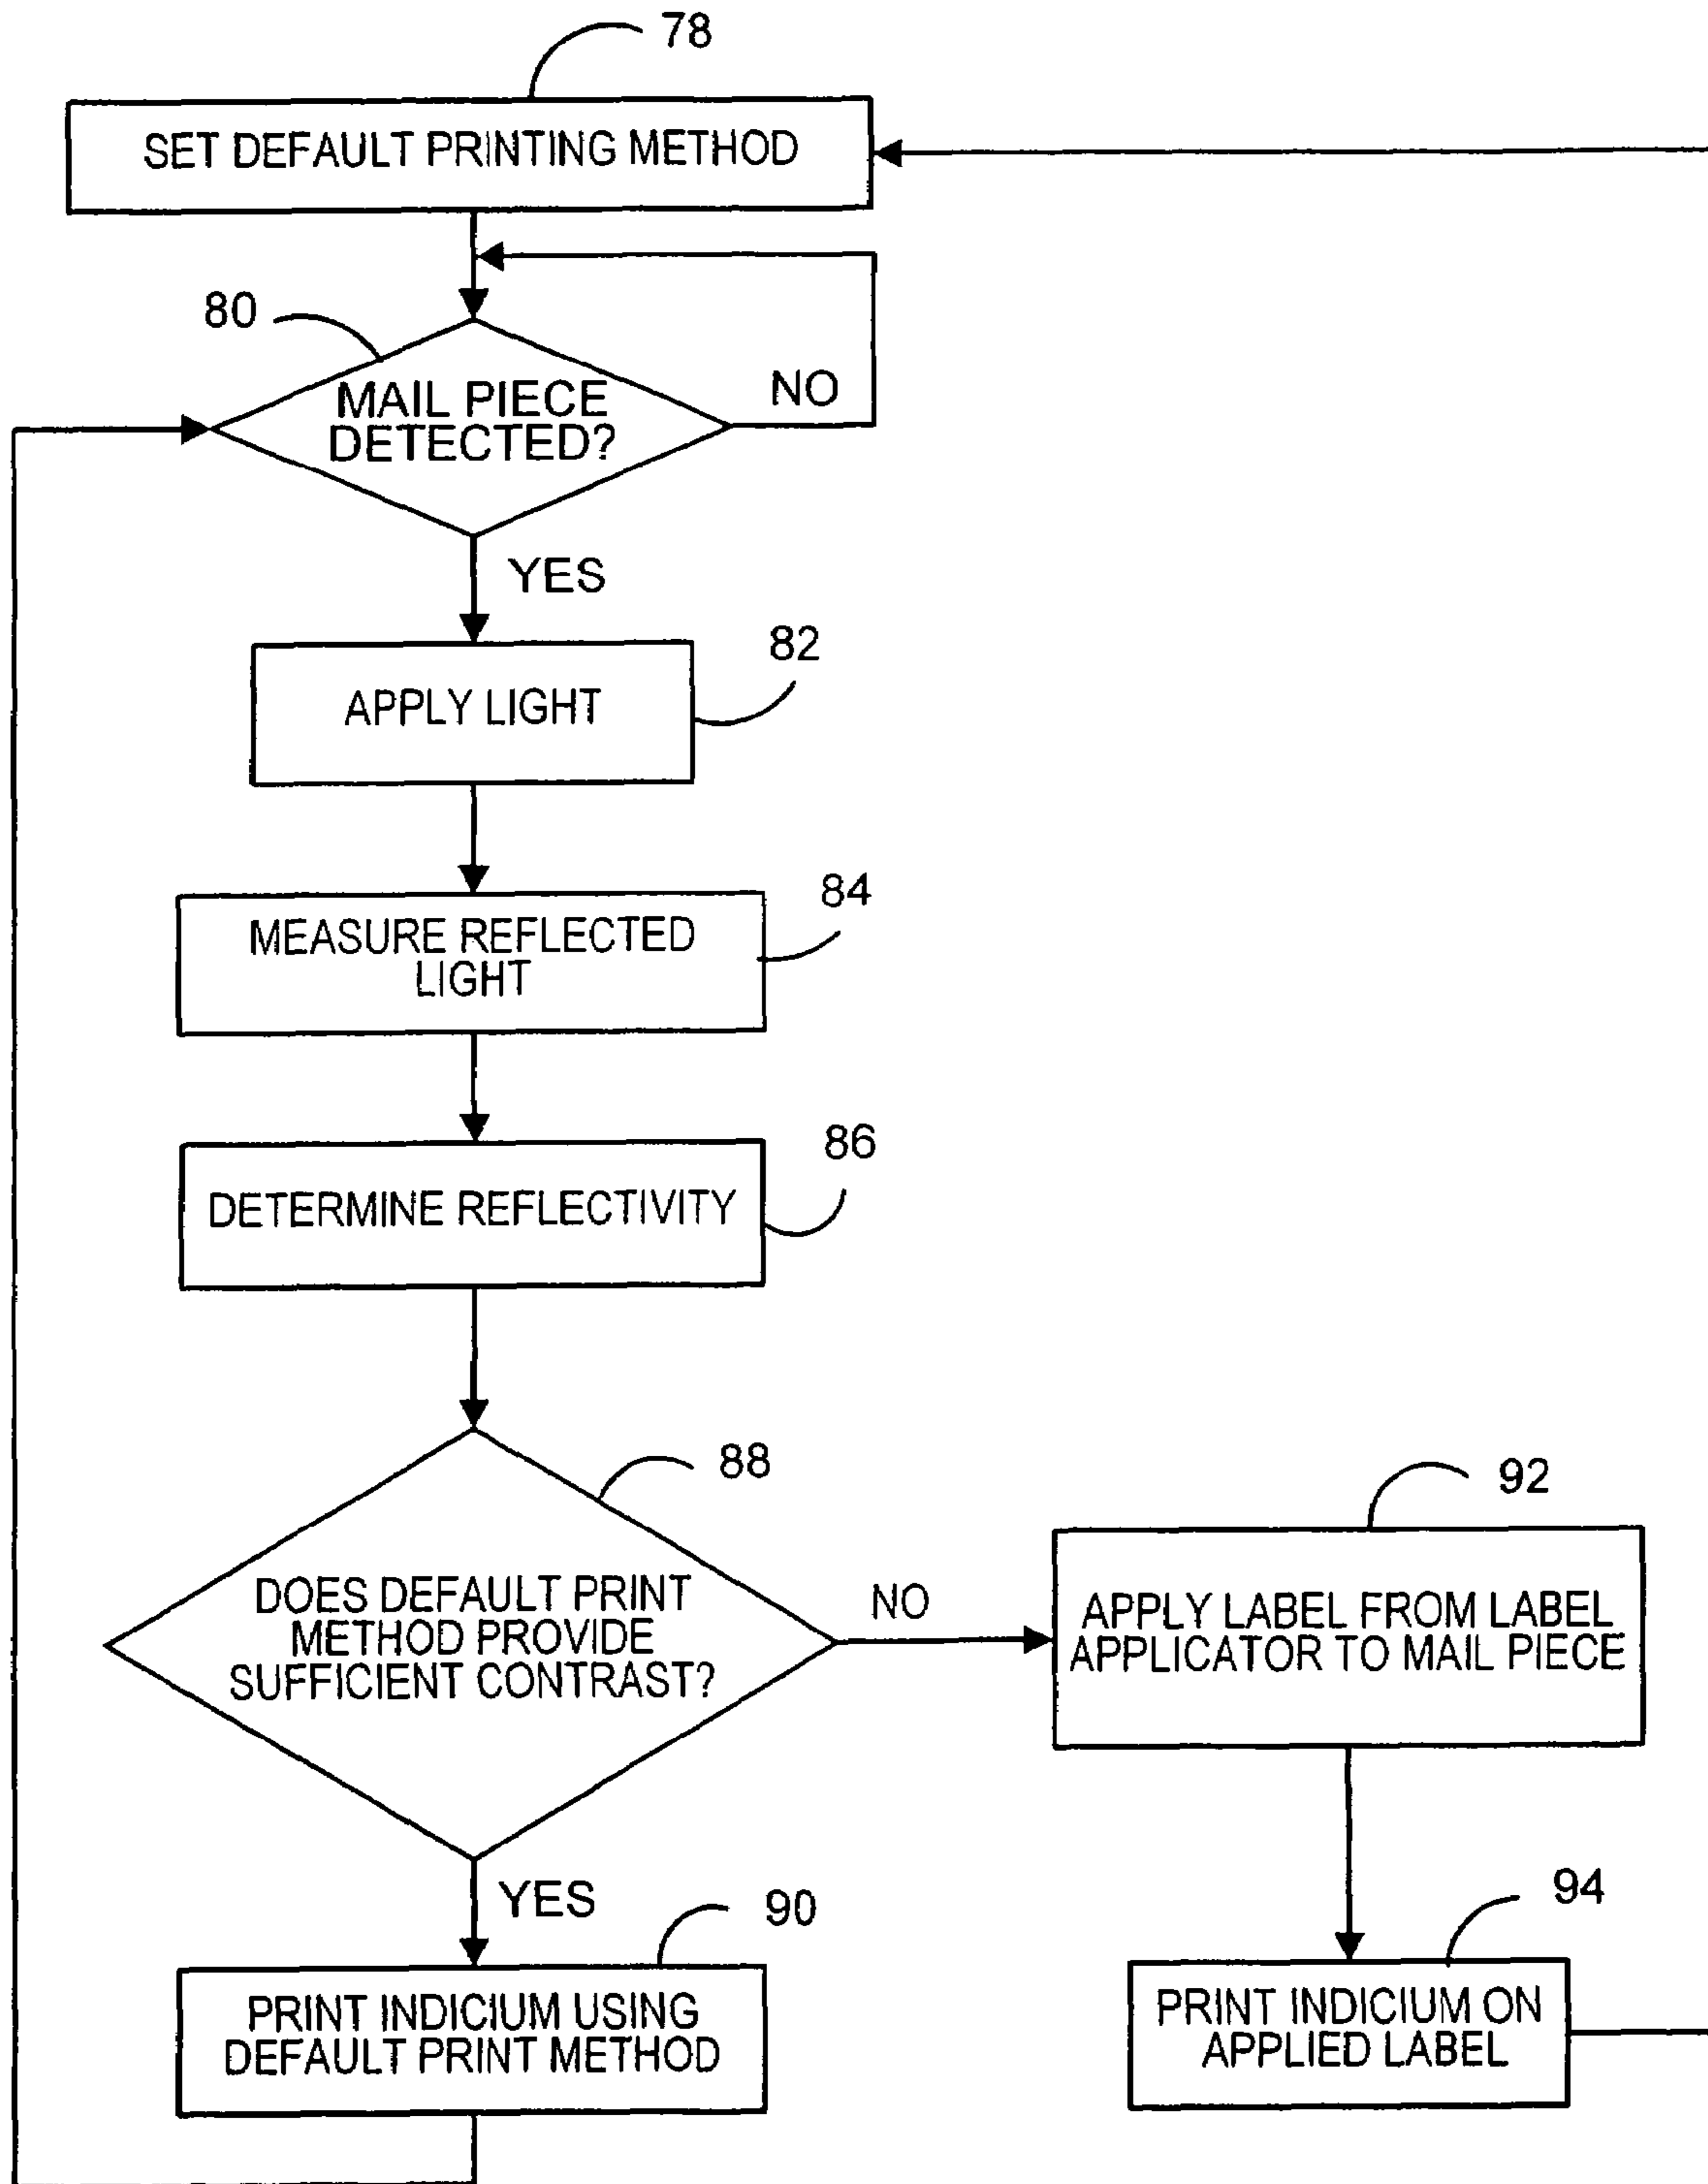 78
SET DEFAULT PRINTING METHOD
80
MAIL PIECE
DETECTED?
NO
YES
82
APPLY LIGHT
84
MEASURE REFLECTED
LIGHT
86
DETERMINE REFLECTIVITY
88
DOES DEFAULT PRINT
METHOD PROVIDE
SUFFICIENT CONTRAST?
NO
92
APPLY LABEL FROM LABEL
APPLICATOR TO MAIL PIECE
YES
90
PRINT INDICIUM USING
DEFAULT PRINT METHOD
94
PRINT INDICIUM ON
APPLIED LABEL